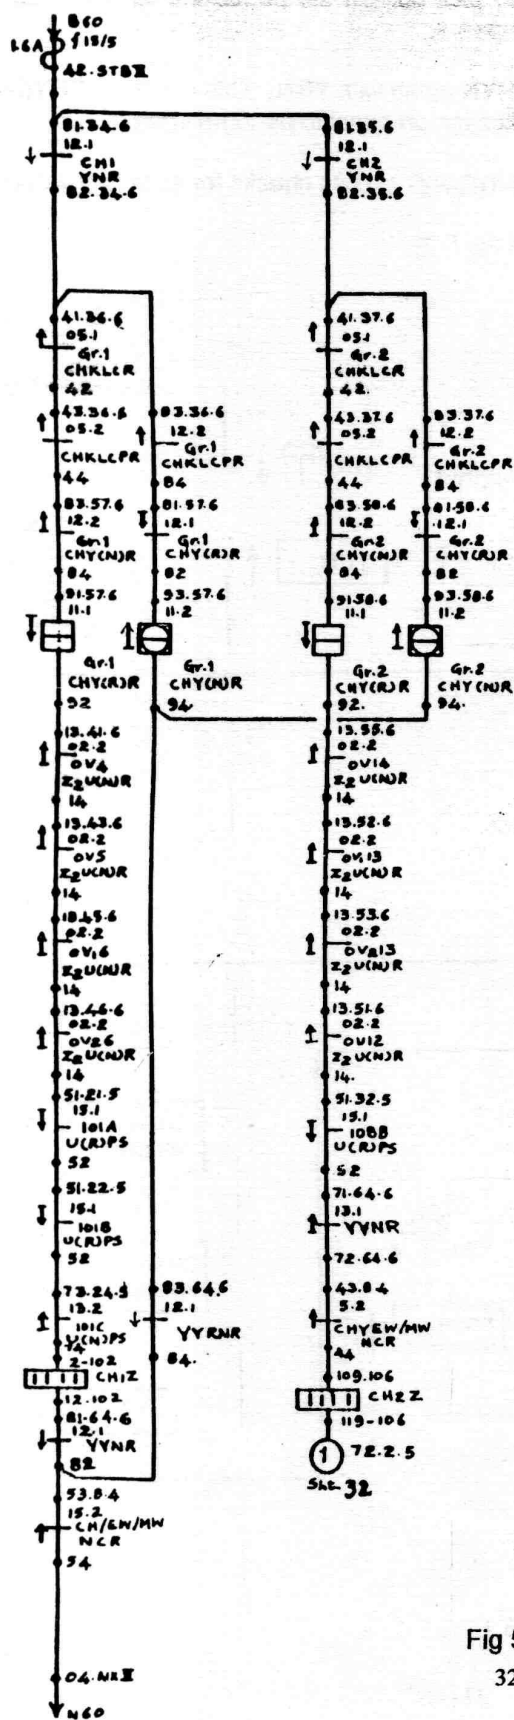 B60
1.6A
f 15/5
42.STBII
81.34.6
12.1
CH1
YNR
82.34.6
81.35.6
12.1
CH2
YNR
82.35.6
41.36.6
05.1
Gr.1
CHKLCR
42
43.36.6
05.2
CHKLCPR
44
83.57.6
12.2
Gr.1
CHY(N)R
84
91.57.6
11.1
Gr.1
CHY(R)R
92
83.36.6
12.2
Gr.1
CHKLCPR
84
81.57.6
12.1
Gr.1
CHY(R)R
82
93.57.6
11.2
Gr.1
CHY(N)R
94
41.37.6
05.1
Gr.2
CHKLCR
42.
43.37.6
05.2
CHKLCPR
44
83.58.6
12.2
Gr.2
CHY(N)R
84
91.58.6
11.1
Gr.2
CHY(R)R
92.
83.37.6
12.2
Gr.2
CHKLCPR
84
81.58.6
12.1
Gr.2
CHY(R)R
82
93.58.6
11.2
Gr.2
CHY(N)R
94.
13.41.6
02.2
OV4
Z2U(N)R
14
13.43.6
02.2
OV5
Z2U(N)R
14
13.45.6
02.2
OV16
Z2U(N)R
14
13.46.6
02.2
OV26
Z2U(N)R
14
51.21.5
15.1
101A
U(R)PS
52
51.22.5
15.1
101B
U(R)PS
52
73.24.5
13.2
101C
U(N)PS
74
2-102
CH1Z
12.102
81.64.6
12.1
YYNR
82
53.8.4
15.2
CH/EW/MW
NCR
54
04.NXII
N60
83.64.6
12.1
YYRNR
84.
13.55.6
02.2
OV14
Z2U(N)R
14
13.52.6
02.2
OV113
Z2U(N)R
14
13.53.6
02.2
OV213
Z2U(N)R
14
13.51.6
02.2
OV12
Z2U(N)R
14.
51.32.5
15.1
108B
U(R)PS
52
71.64.6
13.1
YYNR
72.64.6
43.8.4
5.2
CHYEW/MW
NCR
44
109.106
CH2Z
119-106
1
72.2.5
Sht. 32
Fig 5
32